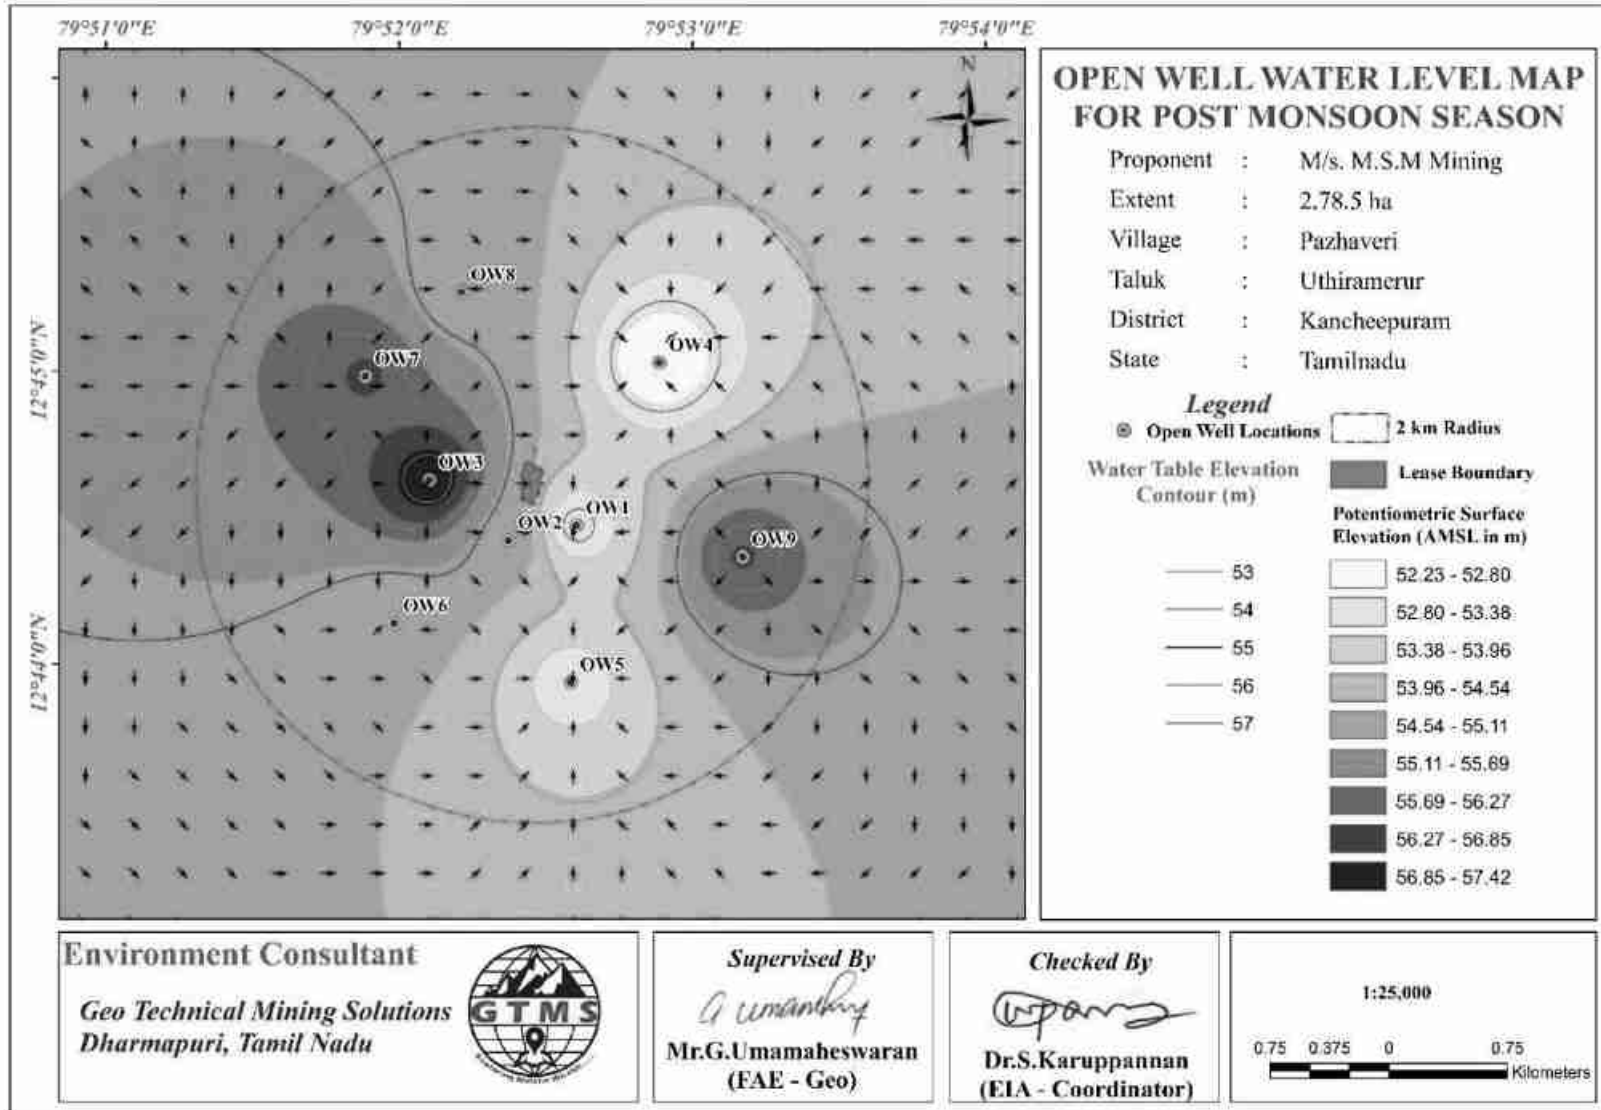 79°51'0"E 79°52'0"E 79°53'0"E 79°54'0"E
N
12°45'0"N
12°44'0"N
OW8
OW7
OW4
OW3
OW2 OW1
OW9
OW6
OW5
OPEN WELL WATER LEVEL MAP
FOR POST MONSOON SEASON
Proponent : M/s. M.S.M Mining
Extent : 2.78.5 ha
Village : Pazhaveri
Taluk : Uthiramerur
District : Kancheepuram
State : Tamilnadu
Legend
Open Well Locations
2 km Radius
Water Table Elevation
Contour (m)
53
54
55
56
57
Lease Boundary
Potentiometric Surface
Elevation (AMSL in m)
52.23 - 52.80
52.80 - 53.38
53.38 - 53.96
53.96 - 54.54
54.54 - 55.11
55.11 - 55.69
55.69 - 56.27
56.27 - 56.85
56.85 - 57.42
Environment Consultant
Geo Technical Mining Solutions
Dharmapuri, Tamil Nadu
GTMS
Supervised By
Mr.G.Umamaheswaran
(FAE - Geo)
Checked By
Dr.S.Karuppannan
(EIA - Coordinator)
1:25,000
0.75 0.375 0 0.75
Kilometers